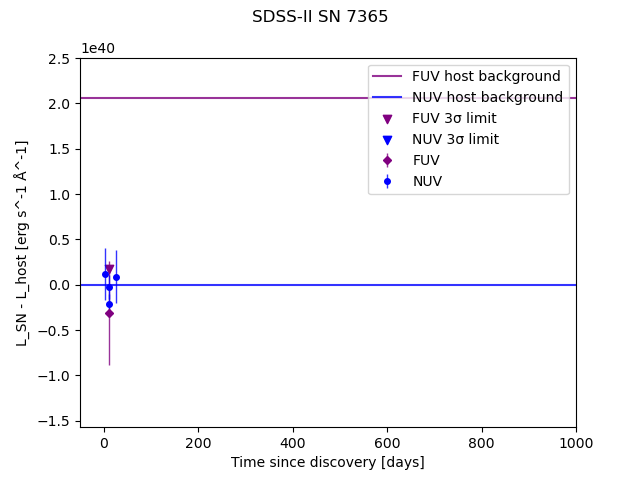 SDSS-II SN 7365
1e40
FUV host background
NUV host background
FUV 3σ limit
NUV 3σ limit
FUV
NUV
2.5
2.0
1.5
1.0
0.5
0.0
−0.5
−1.0
−1.5
L_SN - L_host [erg s^-1 Å^-1]
0
200
400
600
800
1000
Time since discovery [days]